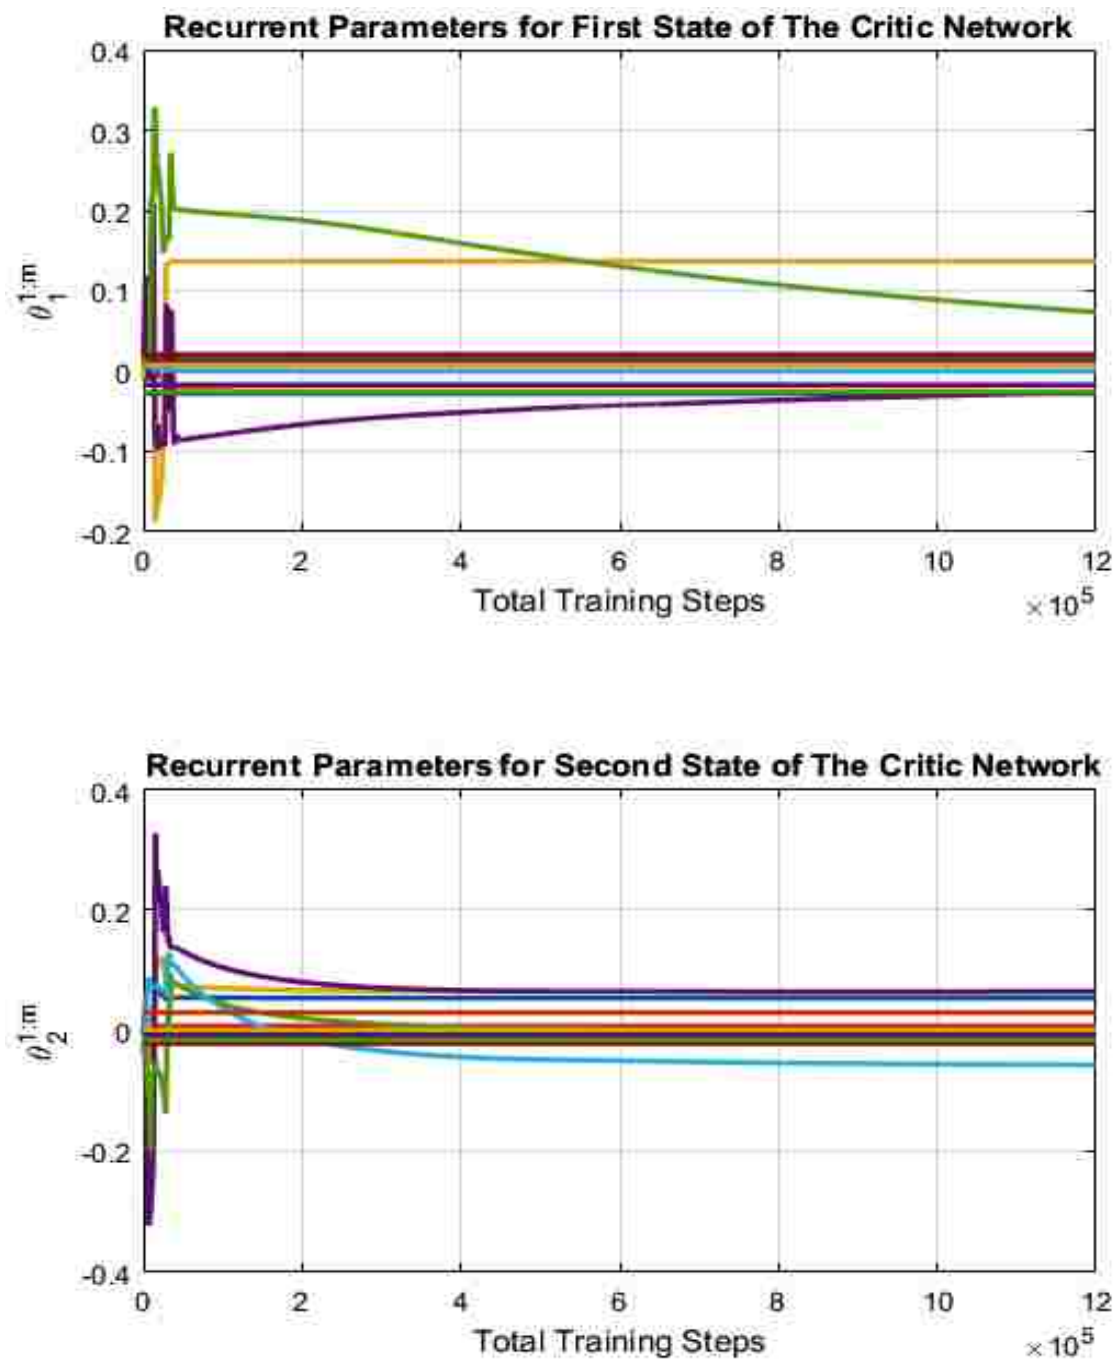 Recurrent Parameters for First State of The Critic Network
0.4
0.3
0.2
0.1
0
-0.1
-0.2
θ₁^1:m
0 2 4 6 8 10 12
Total Training Steps
×10^5
Recurrent Parameters for Second State of The Critic Network
0.4
0.2
0
-0.2
-0.4
θ₂^1:m
0 2 4 6 8 10 12
Total Training Steps
×10^5